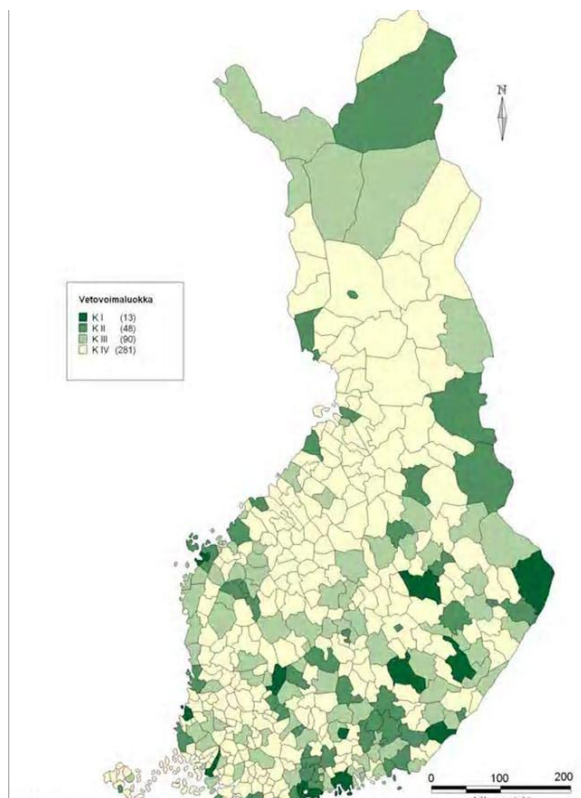 N
Vetovoimaluokka
K I (13)
K II (48)
K III (90)
K IV (281)
0 100 200